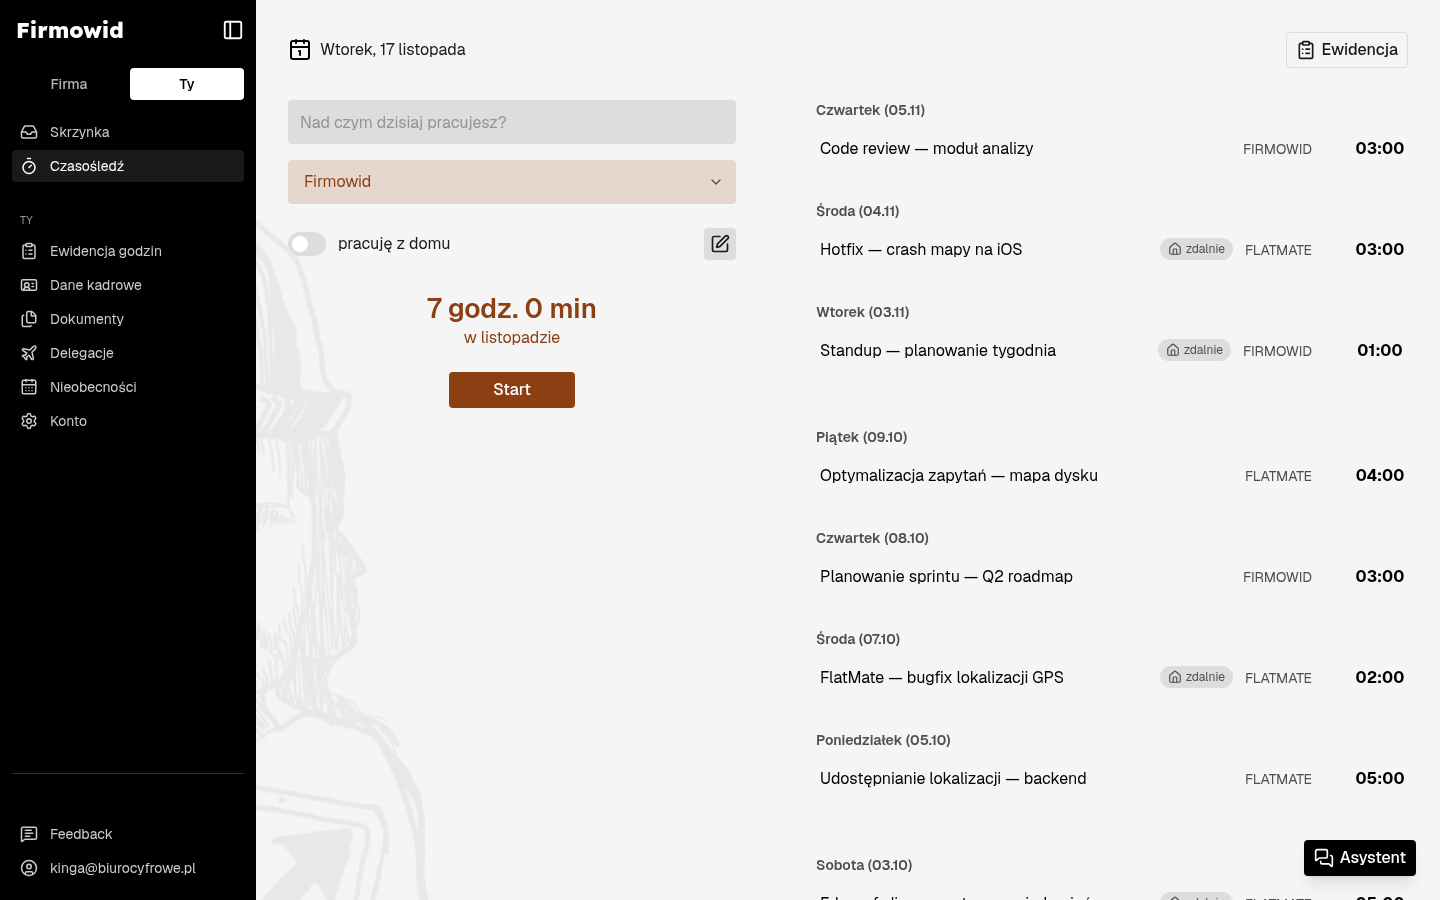 Firmowid
Firma
Ty
Skrzynka
Czasośledź
TY
Ewidencja godzin
Dane kadrowe
Dokumenty
Delegacje
Nieobecności
Konto
Feedback
kinga@biurocyfrowe.pl
Wtorek, 17 listopada
Ewidencja
Nad czym dzisiaj pracujesz?
Firmowid
pracuję z domu
7 godz. 0 min
w listopadzie
Start
Czwartek (05.11)
Code review — moduł analizy FIRMOWID 03:00
Środa (04.11)
Hotfix — crash mapy na iOS zdalnie FLATMATE 03:00
Wtorek (03.11)
Standup — planowanie tygodnia zdalnie FIRMOWID 01:00
Piątek (09.10)
Optymalizacja zapytań — mapa dysku FLATMATE 04:00
Czwartek (08.10)
Planowanie sprintu — Q2 roadmap FIRMOWID 03:00
Środa (07.10)
FlatMate — bugfix lokalizacji GPS zdalnie FLATMATE 02:00
Poniedziałek (05.10)
Udostępnianie lokalizacji — backend FLATMATE 05:00
Sobota (03.10)
Asystent